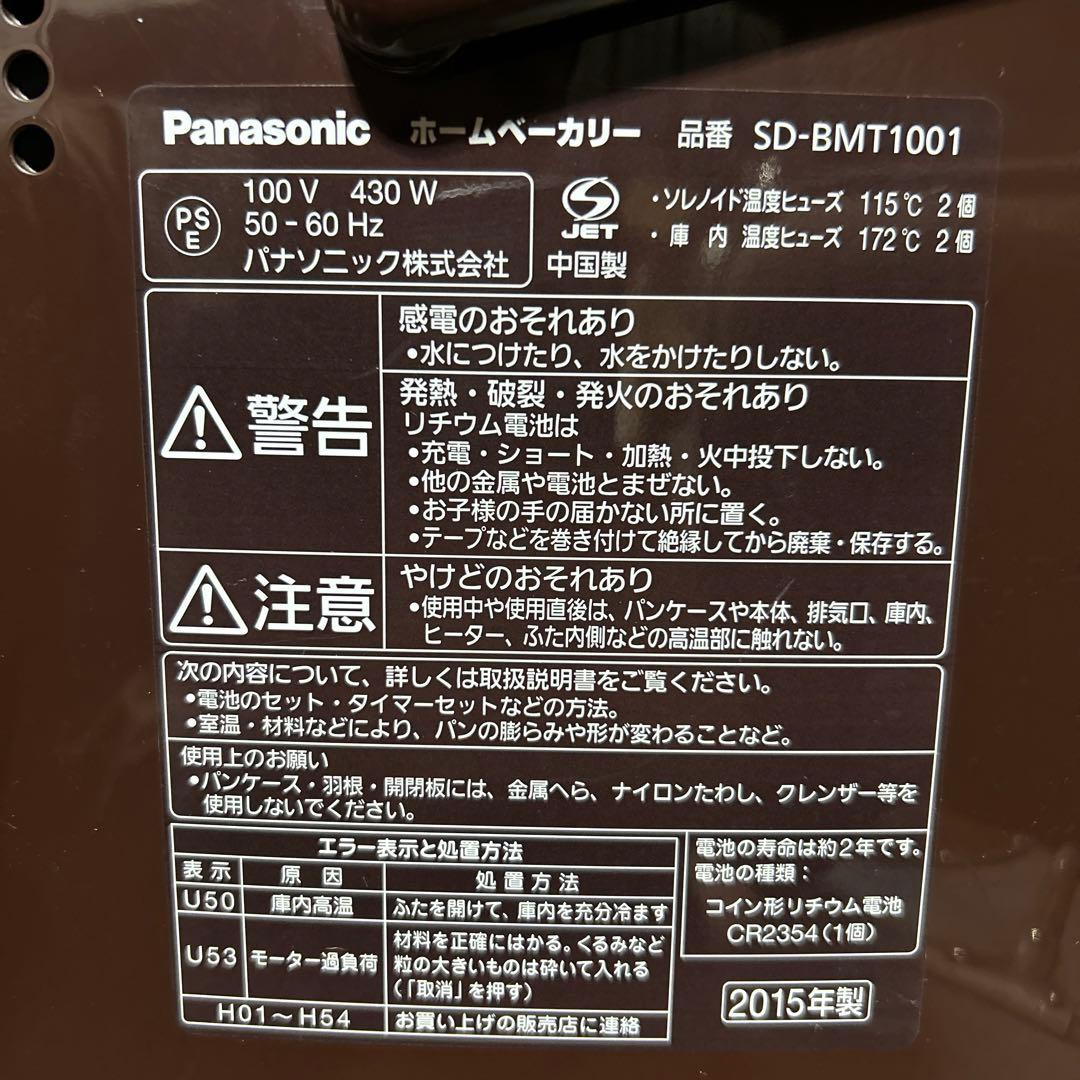 Panasonic ホームベーカリー 品番 SD-BMT1001
PS E
100 V 430 W
50 - 60 Hz
パナソニック株式会社
JET
中国製
・ソレノイド温度ヒューズ 115℃ 2個
・庫内 温度ヒューズ 172℃ 2個
警告
感電のおそれあり
•水につけたり、水をかけたりしない。
発熱・破裂・発火のおそれあり
リチウム電池は
•充電・ショート・加熱・火中投下しない。
•他の金属や電池とまぜない。
•お子様の手の届かない所に置く。
•テープなどを巻き付けて絶縁してから廃棄・保存する。
注意
やけどのおそれあり
•使用中や使用直後は、パンケースや本体、排気口、庫内、
ヒーター、ふた内側などの高温部に触れない。
次の内容について、詳しくは取扱説明書をご覧ください。
•電池のセット・タイマーセットなどの方法。
•室温・材料などにより、パンの膨らみや形が変わることなど。
使用上のお願い
•パンケース・羽根・開閉板には、金属へら、ナイロンたわし、クレンザー等を
使用しないでください。
エラー表示と処置方法
表示 原因 処置方法
U50 庫内高温 ふたを開けて、庫内を充分冷ます
U53 モーター過負荷 材料を正確にはかる。くるみなど
粒の大きいものは砕いて入れる
（「取消」を押す）
H01～H54 お買い上げの販売店に連絡
電池の寿命は約2年です。
電池の種類：
コイン形リチウム電池
CR2354（1個）
2015年製